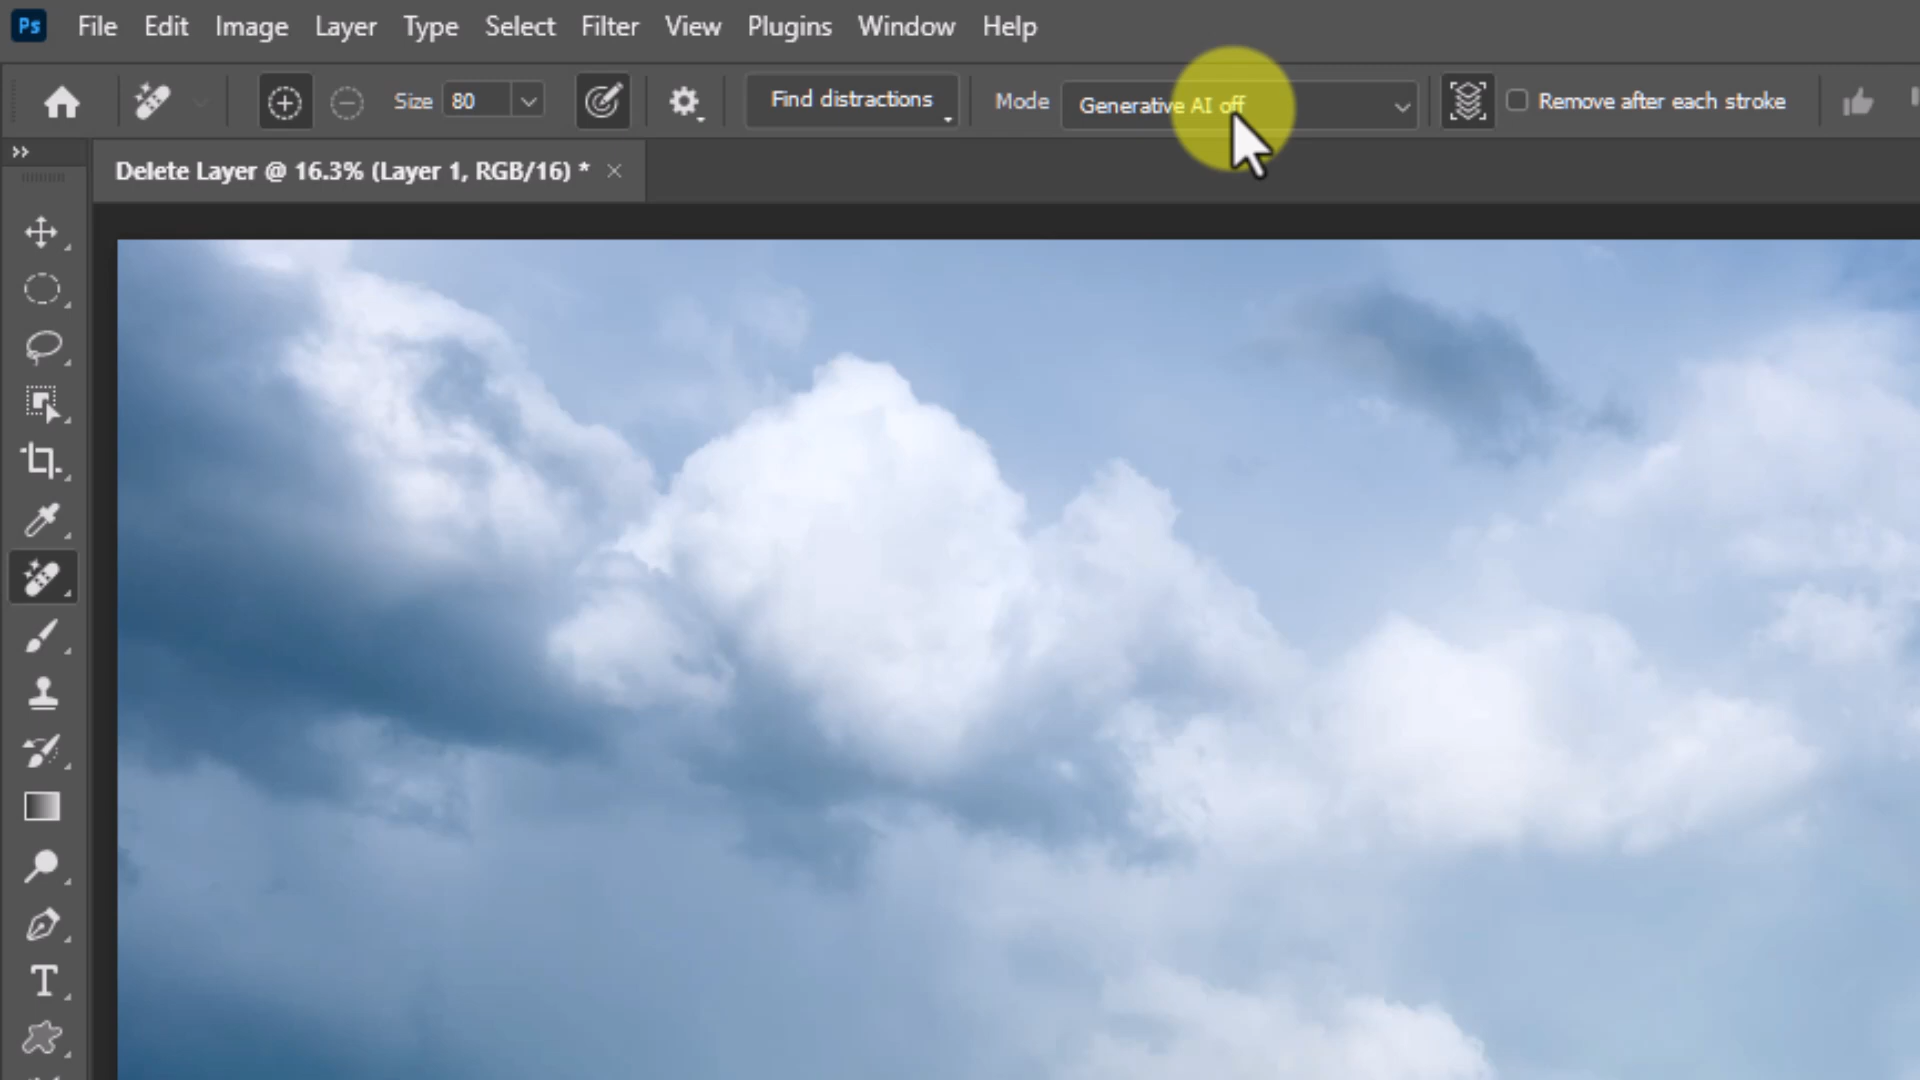 Ps File Edit Image Layer Type Select Filter View Plugins Window Help
Size 80 Find distractions Mode Generative AI off Remove after each stroke
Delete Layer @ 16.3% (Layer 1, RGB/16) * ×
T